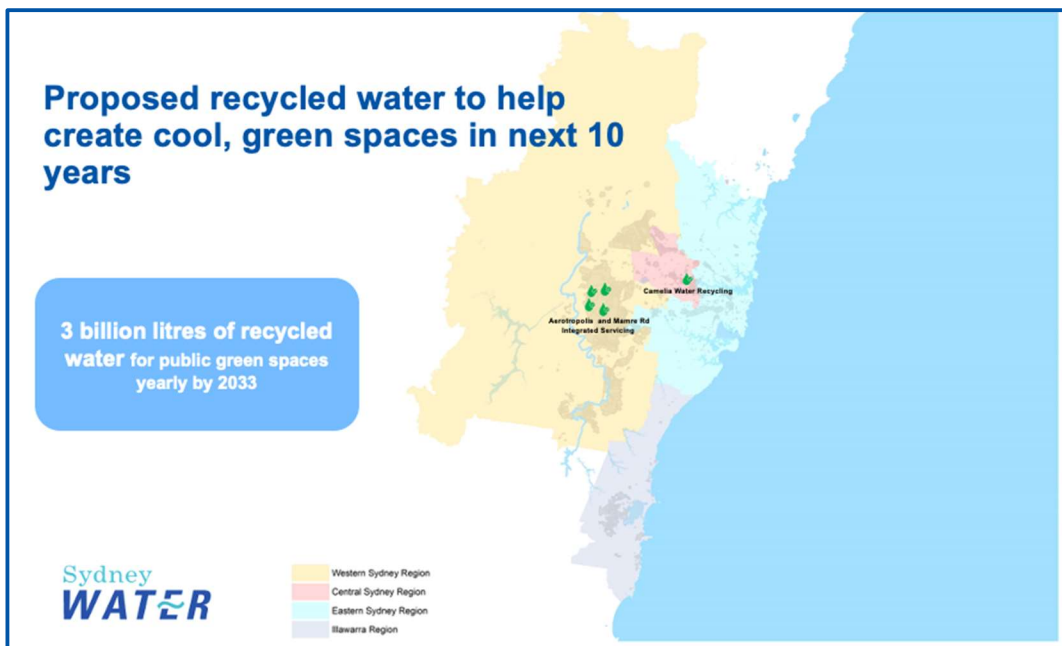 Proposed recycled water to help
create cool, green spaces in next 10
years
3 billion litres of recycled
water for public green spaces
yearly by 2033
Camelia Water Recycling
Aerotropolis and Mamre Rd
Integrated Servicing
Sydney
WATER
Western Sydney Region
Central Sydney Region
Eastern Sydney Region
Illawarra Region